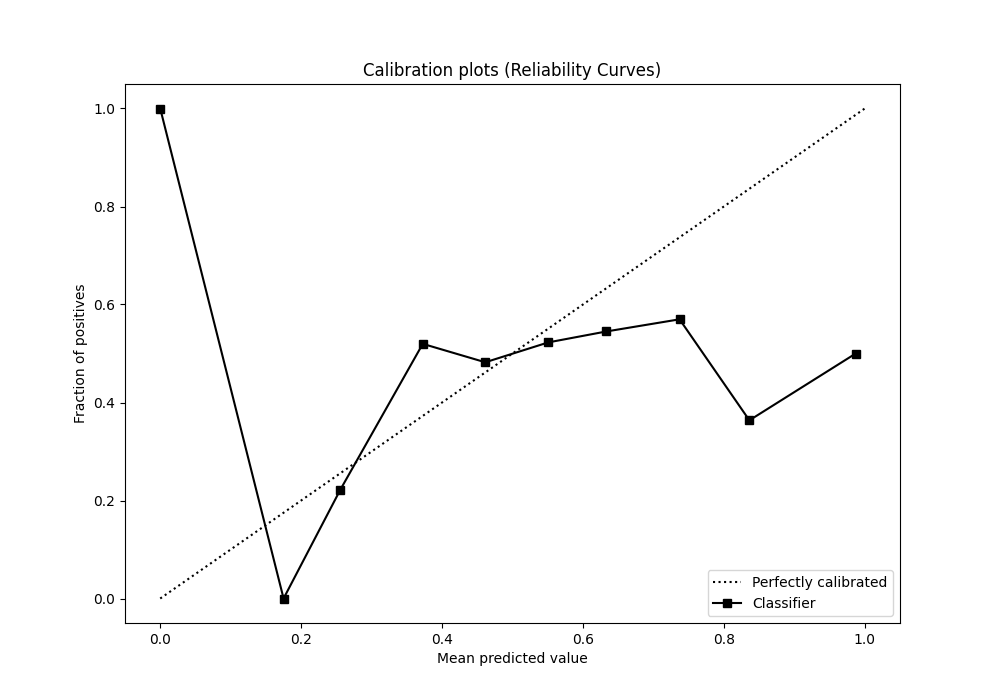 Calibration plots (Reliability Curves)
1.0
0.8
0.6
0.4
0.2
0.0
Fraction of positives
0.0 0.2 0.4 0.6 0.8 1.0
Mean predicted value
Perfectly calibrated
Classifier